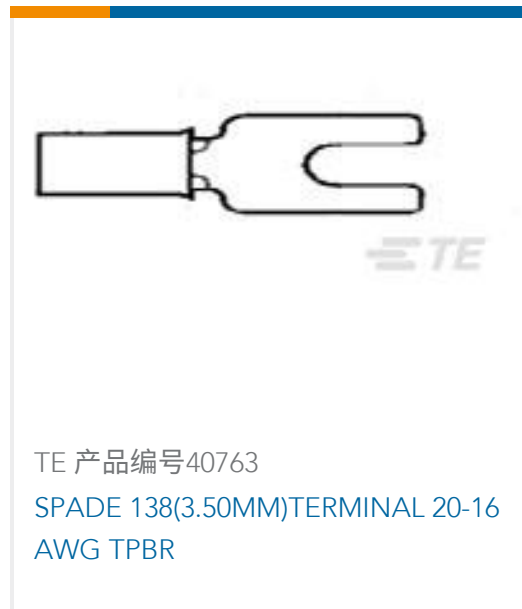 TE
TE 产品编号40763
SPADE 138(3.50MM)TERMINAL 20-16
AWG TPBR